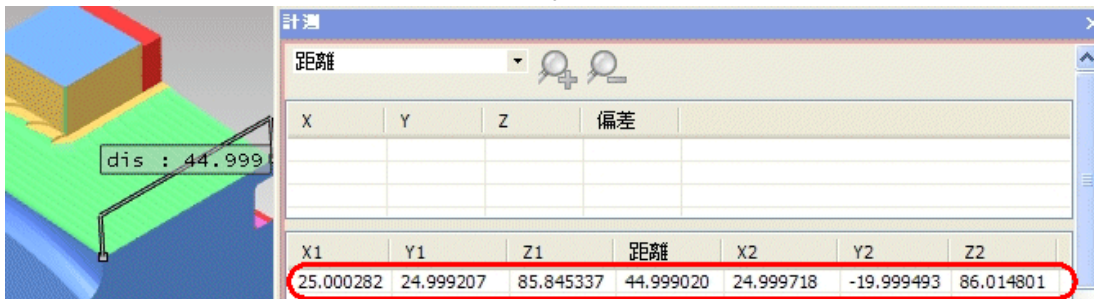 計測
距離
X Y Z 偏差
dis : 44.999
X1 Y1 Z1 距離 X2 Y2 Z2
25.000282 24.999207 85.845337 44.999020 24.999718 -19.999493 86.014801